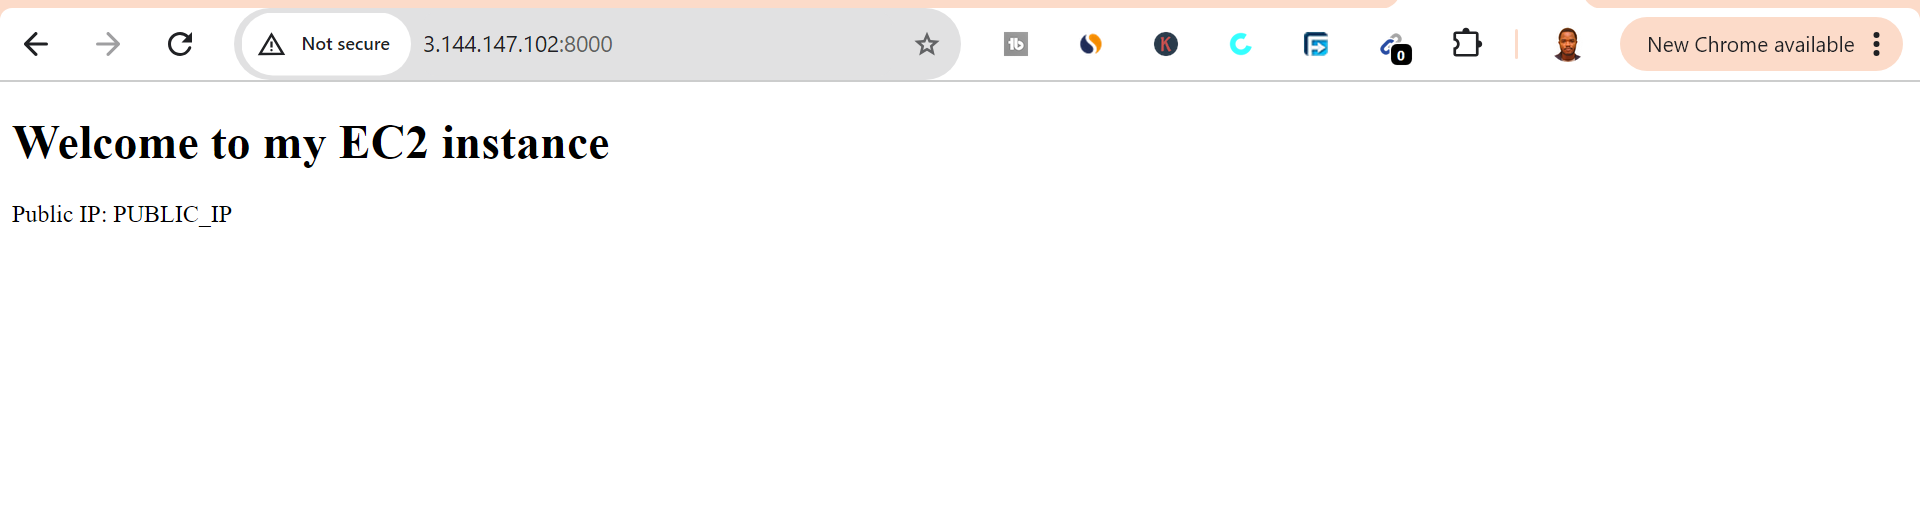 Not secure
3.144.147.102:8000
tb
K
0
New Chrome available
Welcome to my EC2 instance
Public IP: PUBLIC_IP